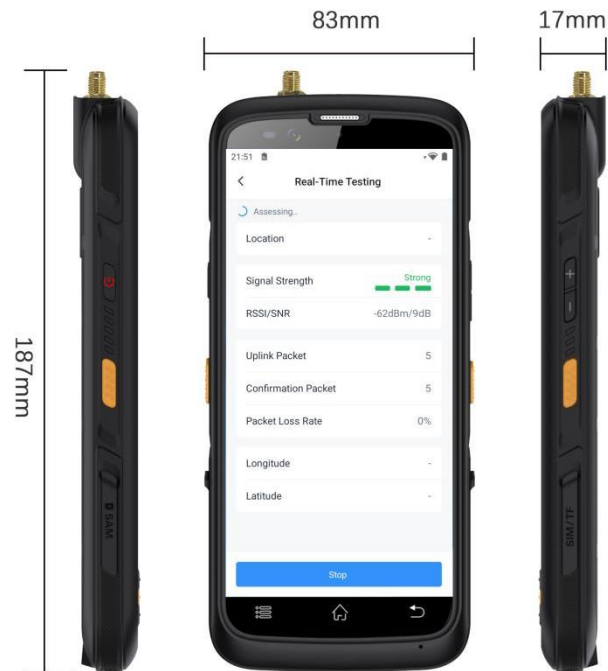 83mm
17mm
187mm
21:51
Real-Time Testing
Assessing..
Location -
Signal Strength Strong
RSSI/SNR -62dBm/9dB
Uplink Packet 5
Confirmation Packet 5
Packet Loss Rate 0%
Longitude -
Latitude -
Stop
SAM
+
-
SIM/TF